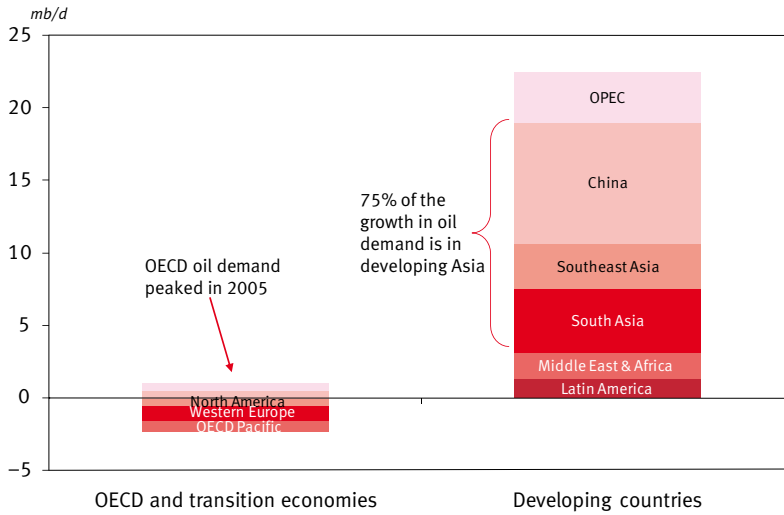 mb/d
25
20
15
10
5
0
−5
OECD oil demand
peaked in 2005
North America
Western Europe
OECD Pacific
75% of the
growth in oil
demand is in
developing Asia
OPEC
China
Southeast Asia
South Asia
Middle East & Africa
Latin America
OECD and transition economies
Developing countries